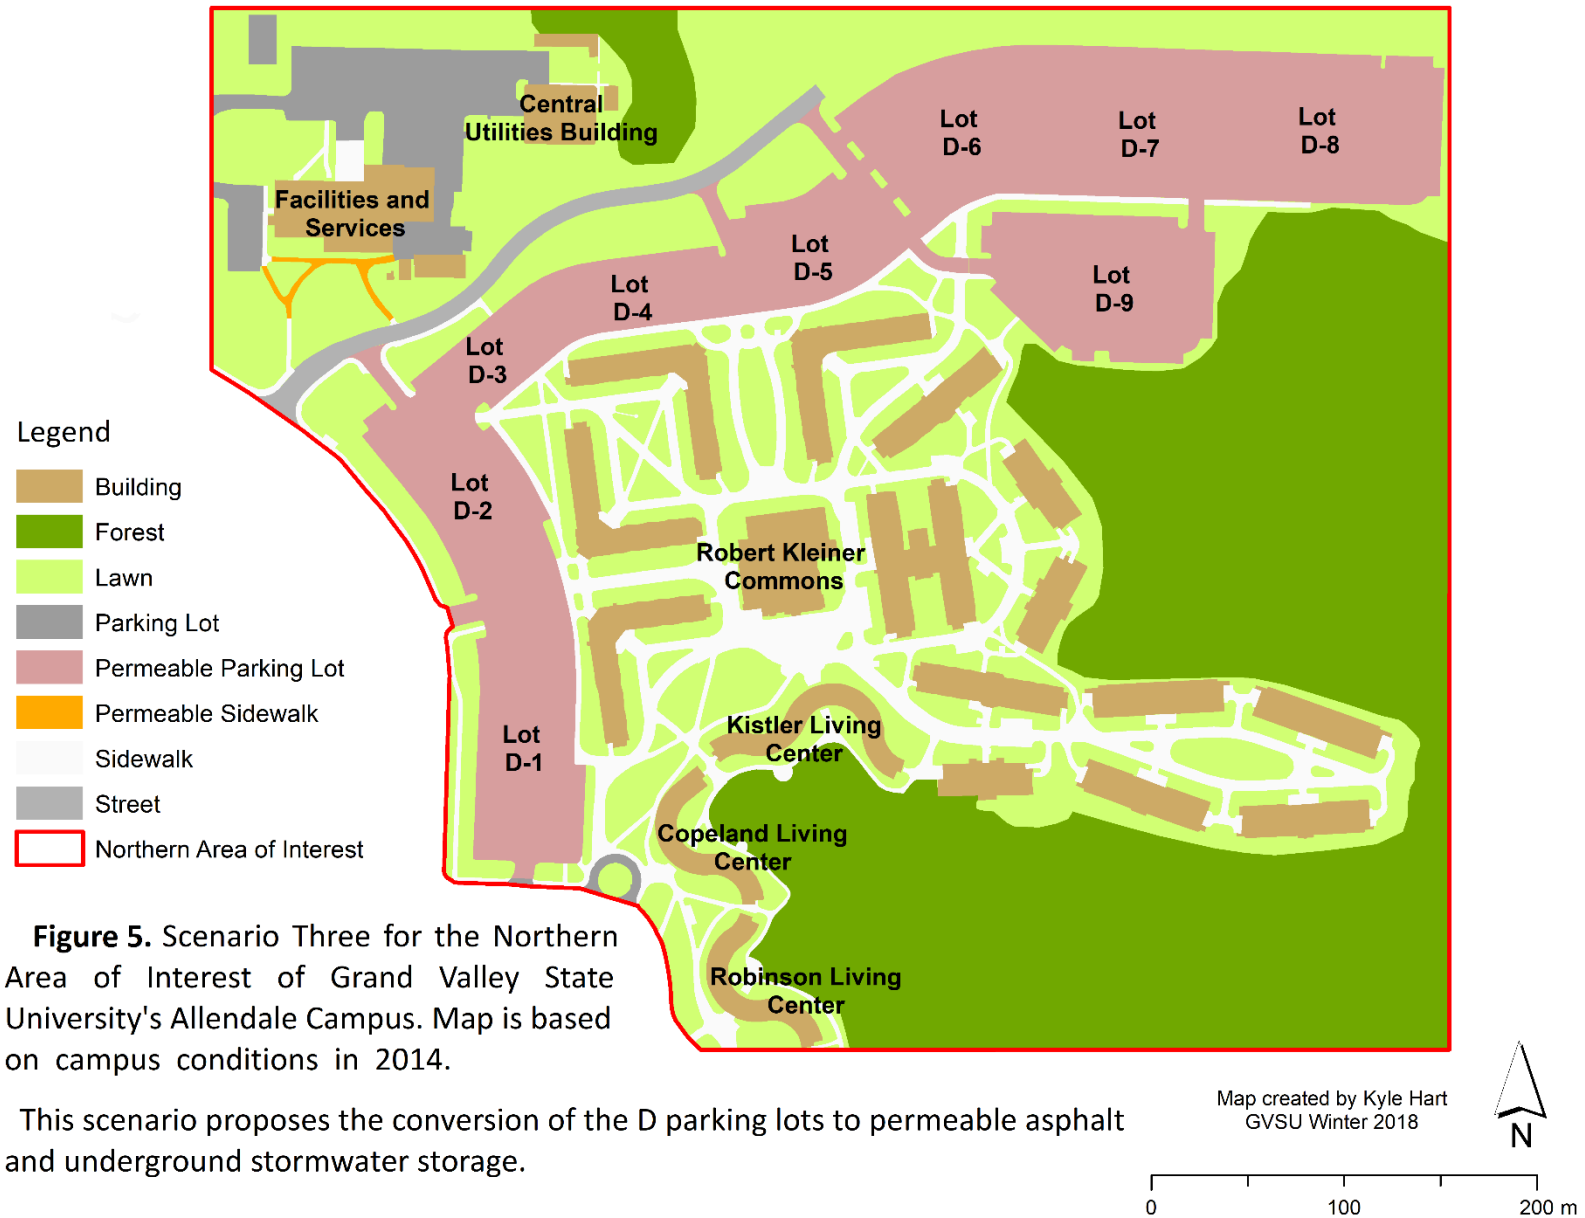 Central
Utilities Building
Facilities and
Services
Lot
D-6
Lot
D-7
Lot
D-8
Lot
D-5
Lot
D-4
Lot
D-9
Lot
D-3
Lot
D-2
Robert Kleiner
Commons
Lot
D-1
Kistler Living
Center
Copeland Living
Center
Robinson Living
Center
Legend
Building
Forest
Lawn
Parking Lot
Permeable Parking Lot
Permeable Sidewalk
Sidewalk
Street
Northern Area of Interest
Figure 5. Scenario Three for the Northern
Area of Interest of Grand Valley State
University's Allendale Campus. Map is based
on campus conditions in 2014.
This scenario proposes the conversion of the D parking lots to permeable asphalt
and underground stormwater storage.
Map created by Kyle Hart
GVSU Winter 2018
N
0 100 200 m